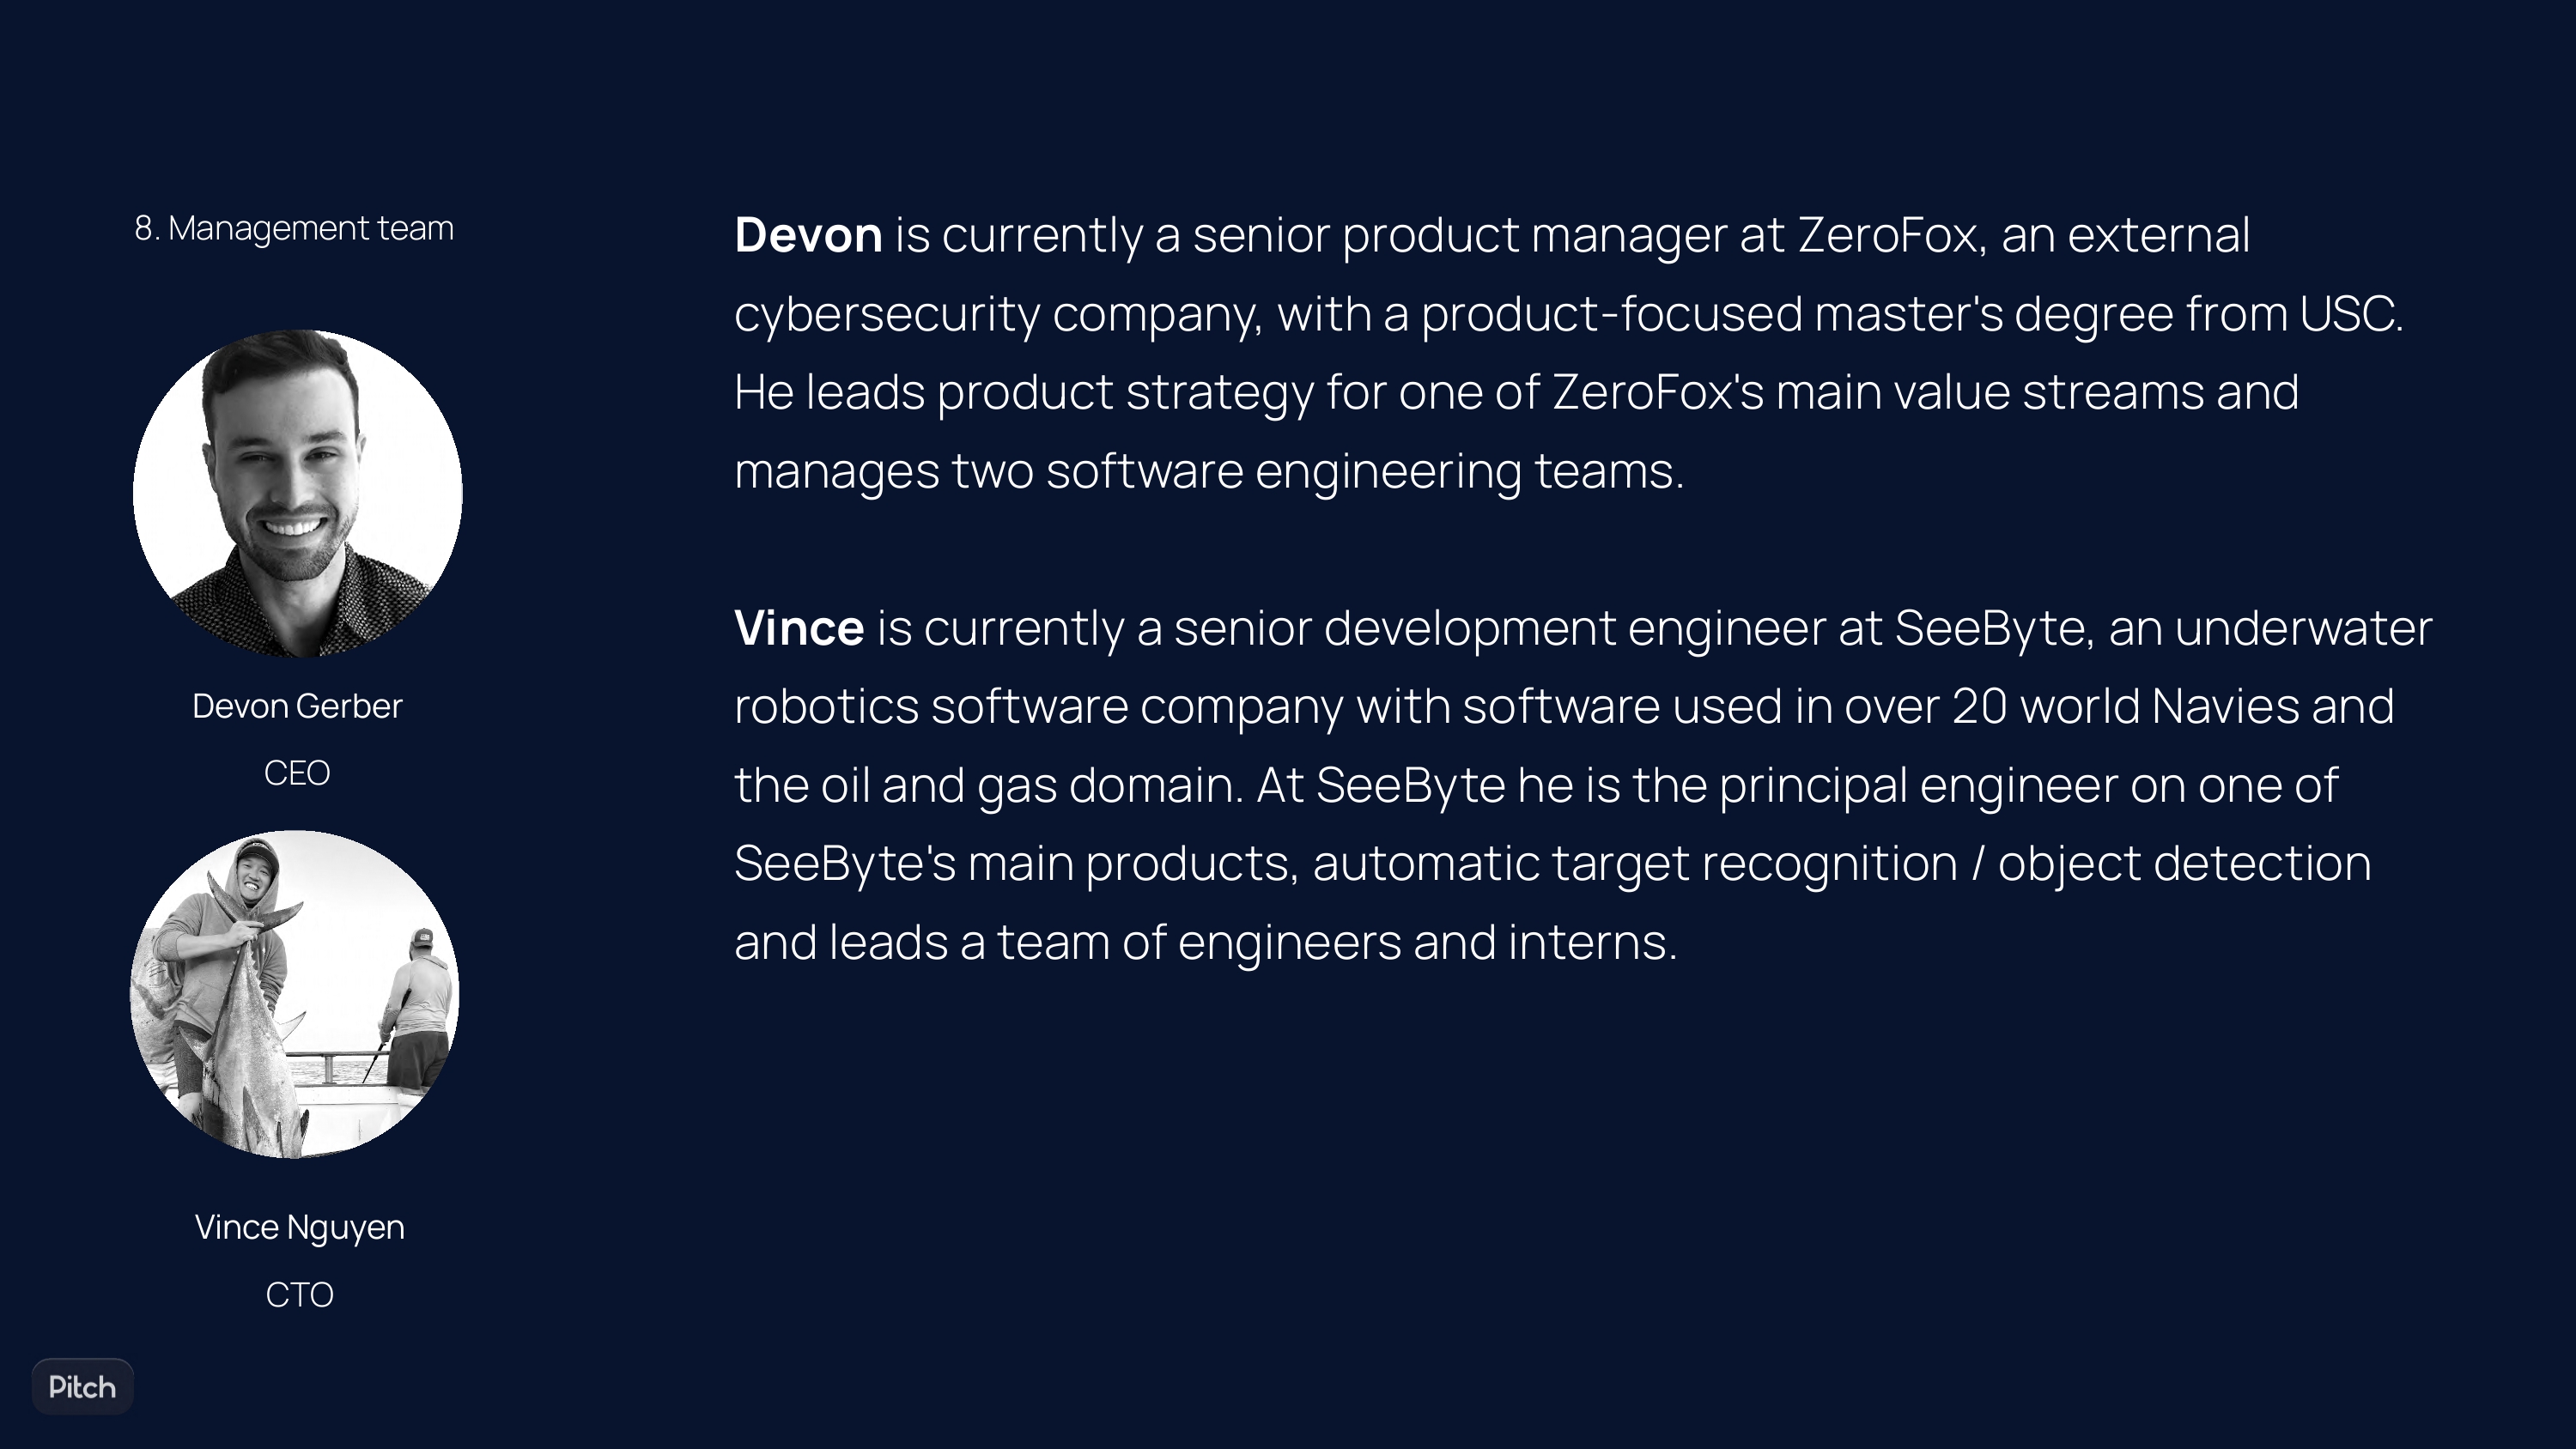 8. Management team
Devon Gerber
CEO
Vince Nguyen
CTO
Devon is currently a senior product manager at ZeroFox, an external
cybersecurity company, with a product-focused master's degree from USC.
He leads product strategy for one of ZeroFox's main value streams and
manages two software engineering teams.
Vince is currently a senior development engineer at SeeByte, an underwater
robotics software company with software used in over 20 world Navies and
the oil and gas domain. At SeeByte he is the principal engineer on one of
SeeByte's main products, automatic target recognition / object detection
and leads a team of engineers and interns.
Pitch